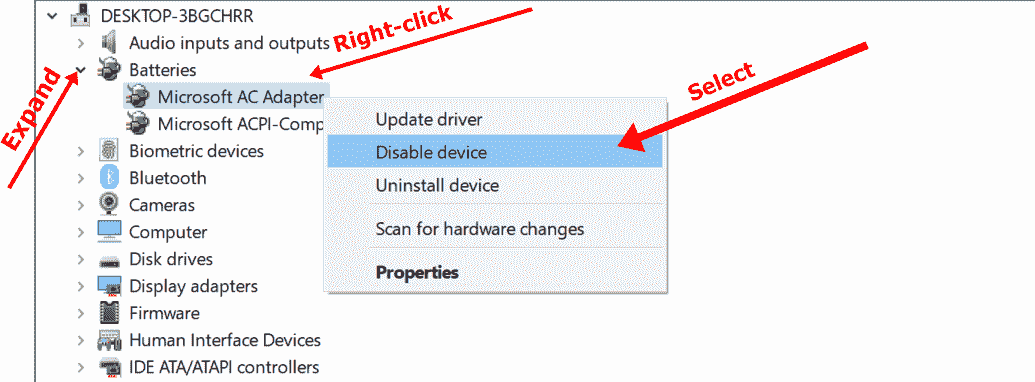 DESKTOP-3BGCHRR
Audio inputs and outputs
Right-click
Expand
Batteries
Select
Microsoft AC Adapter
Microsoft ACPI-Comp
Update driver
Disable device
Uninstall device
Scan for hardware changes
Properties
Biometric devices
Bluetooth
Cameras
Computer
Disk drives
Display adapters
Firmware
Human Interface Devices
IDE ATA/ATAPI controllers